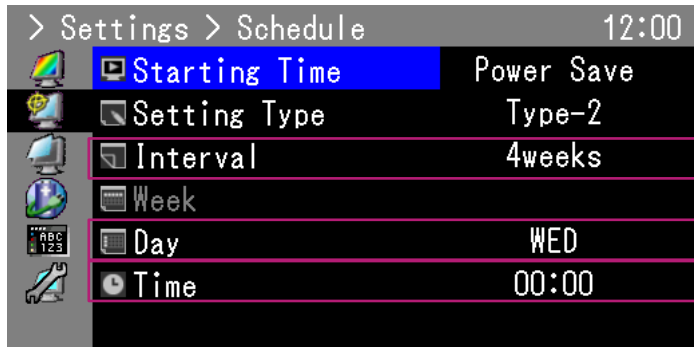 > Settings > Schedule 12:00
Starting Time Power Save
Setting Type Type-2
Interval 4weeks
Week
Day WED
ABC
123
Time 00:00